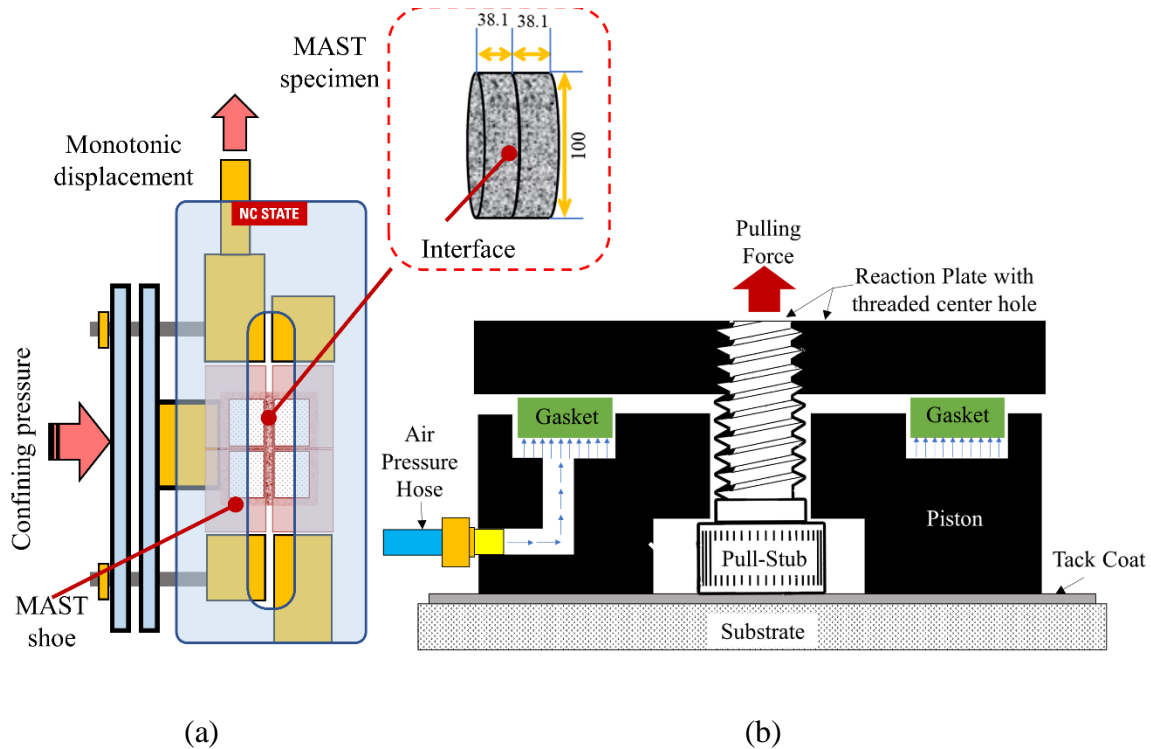 MAST
specimen
38.1
38.1
100
Interface
Monotonic
displacement
NC STATE
Confining pressure
MAST
shoe
(a)
Pulling
Force
Reaction Plate with
threaded center hole
Gasket
Gasket
Air
Pressure
Hose
Piston
Pull-Stub
Tack Coat
Substrate
(b)